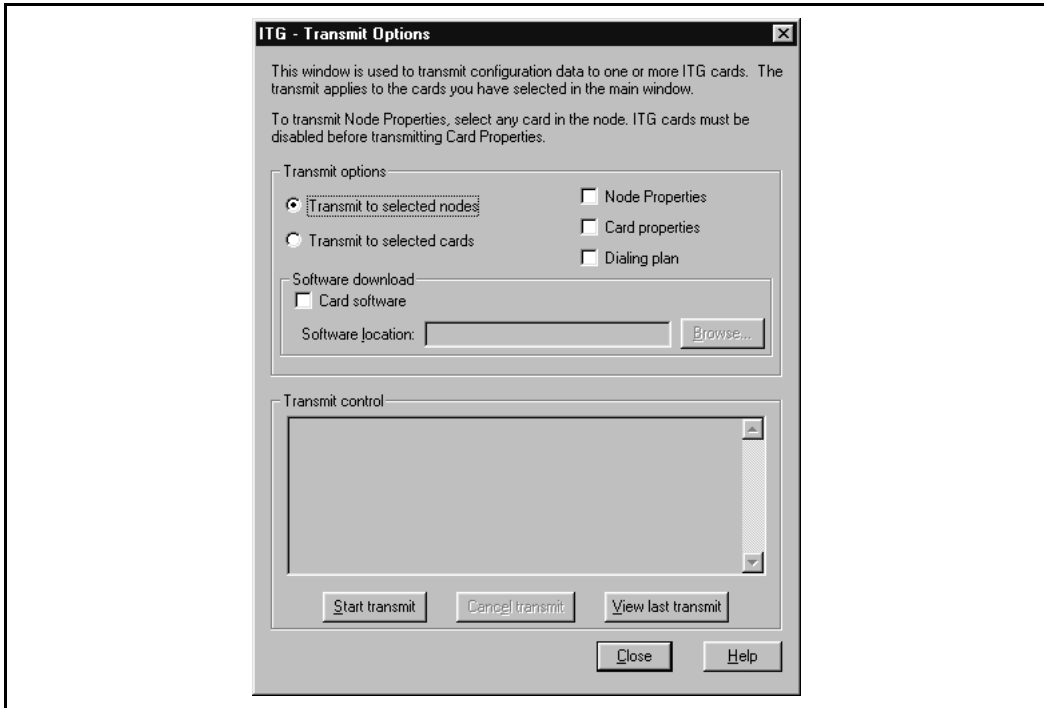 ITG - Transmit Options
This window is used to transmit configuration data to one or more ITG cards. The
transmit applies to the cards you have selected in the main window.
To transmit Node Properties, select any card in the node. ITG cards must be
disabled before transmitting Card Properties.
Transmit options
Transmit to selected nodes
Node Properties
Card properties
Transmit to selected cards
Dialing plan
Software download
Card software
Software location:
Browse...
Transmit control
Start transmit
Cancel transmit
View last transmit
Close
Help